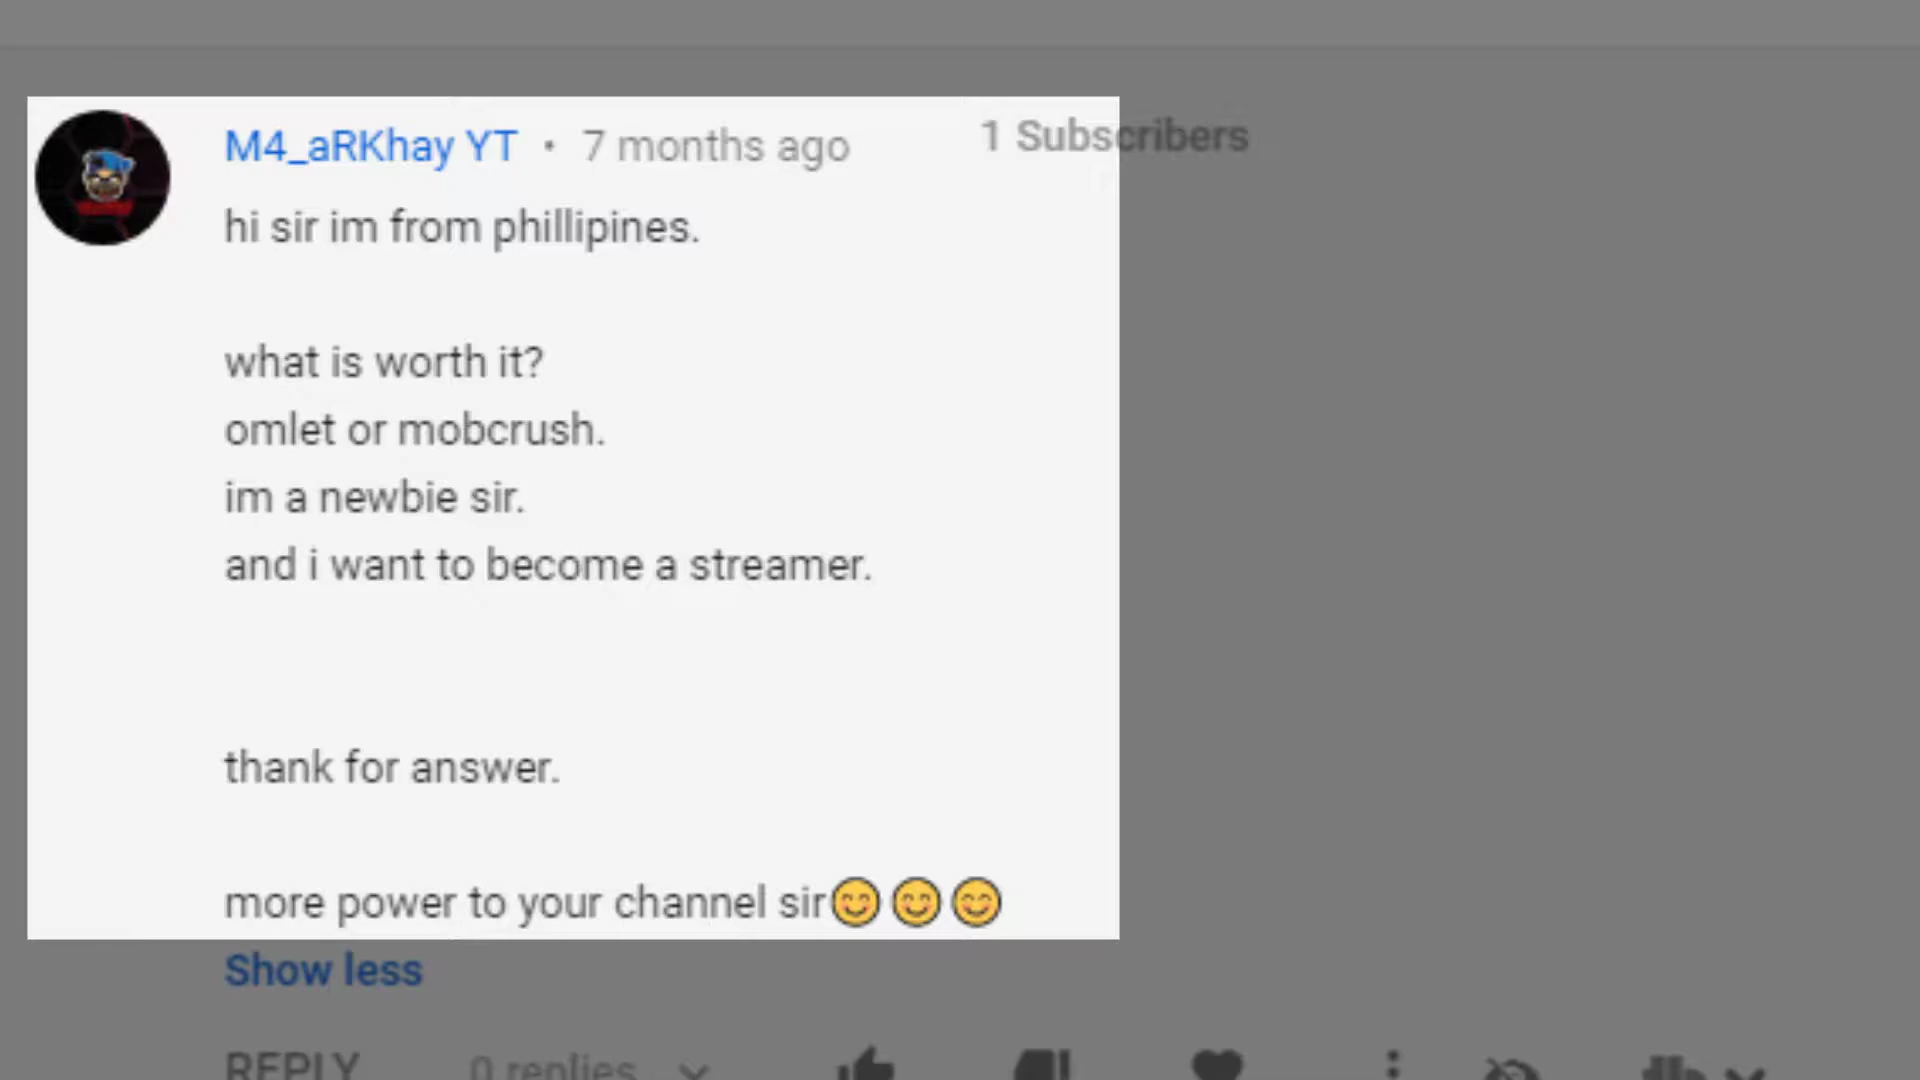 M4_aRKhay YT • 7 months ago 1 Subscribers
hi sir im from phillipines.
what is worth it?
omlet or mobcrush.
im a newbie sir.
and i want to become a streamer.
thank for answer.
more power to your channel sir😊😊😊
Show less
REPLY 0 replies